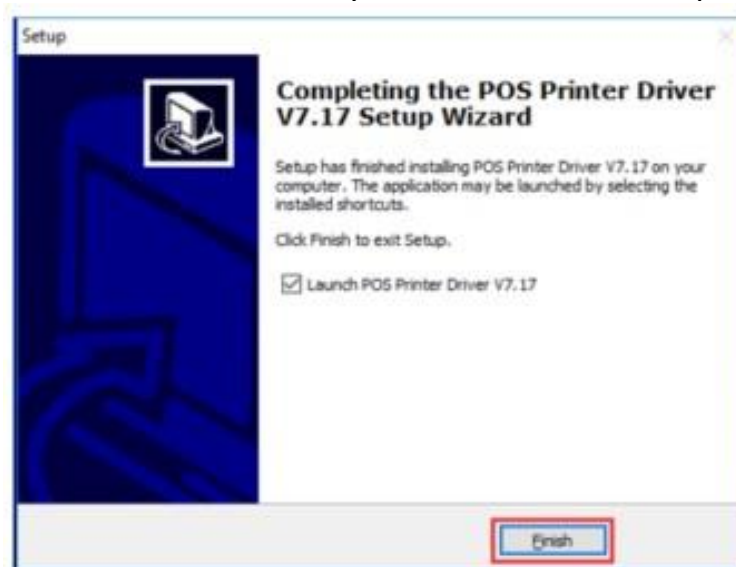 Setup
Completing the POS Printer Driver
V7.17 Setup Wizard
Setup has finished installing POS Printer Driver V7.17 on your
computer. The application may be launched by selecting the
installed shortcuts.
Click Finish to exit Setup.
Launch POS Printer Driver V7.17
Finish